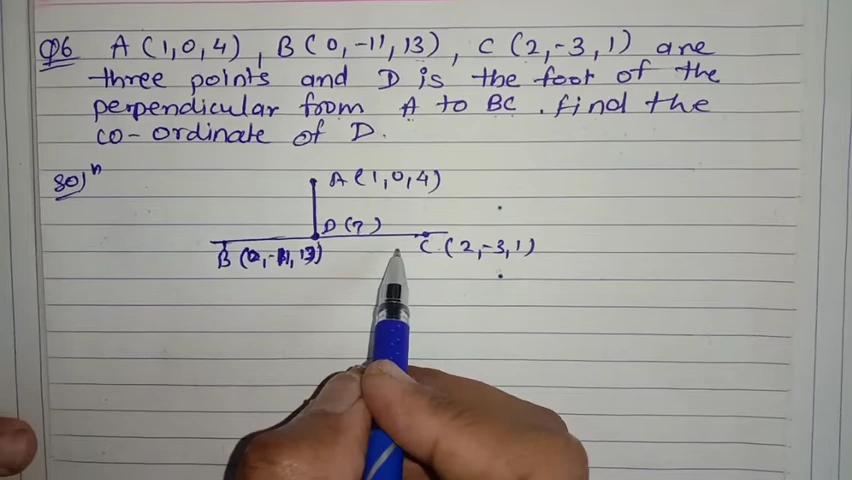 Q6 A (1, 0, 4) , B ( 0, -11, 13) , C (2, -3, 1) are
three points and D is the foot of the
perpendicular from A to BC . find the
co-ordinate of D.
Solⁿ
A (1, 0, 4)
D (?)
B (0, -11, 13)
C (2, -3, 1)